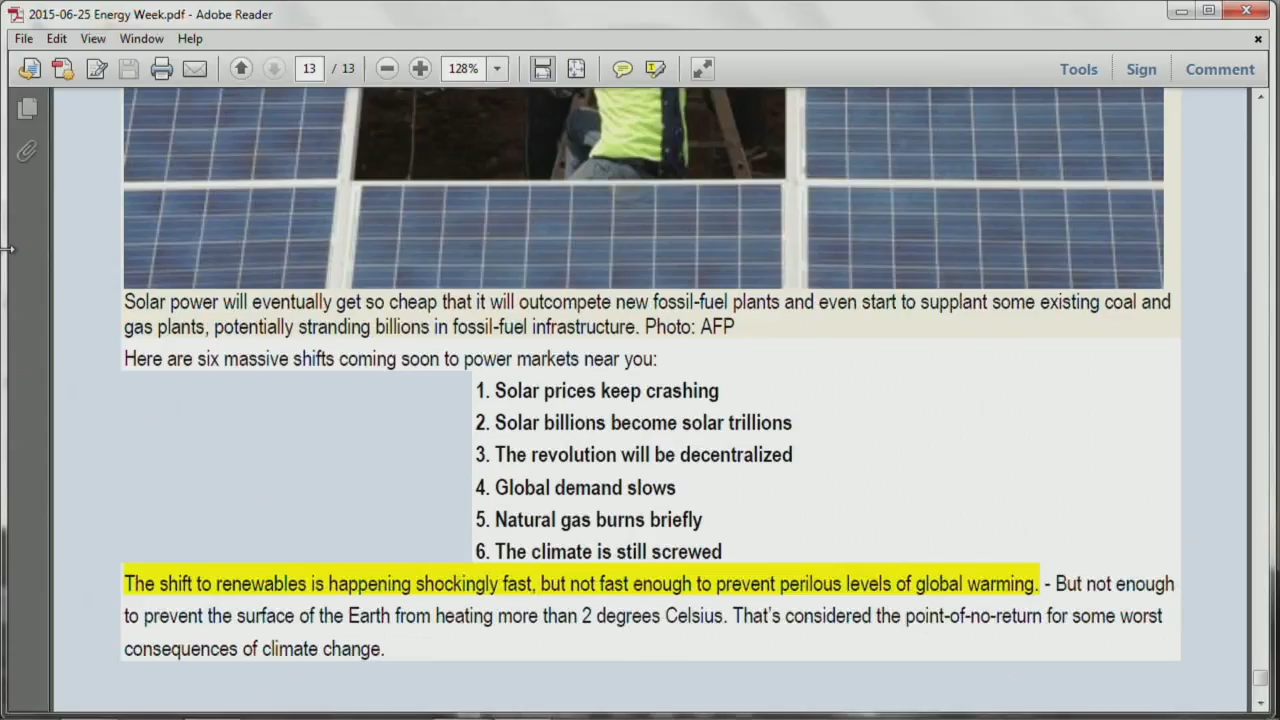 2015-06-25 Energy Week.pdf - Adobe Reader
File Edit View Window Help
13 / 13 128% Tools Sign Comment
Solar power will eventually get so cheap that it will outcompete new fossil-fuel plants and even start to supplant some existing coal and
gas plants, potentially stranding billions in fossil-fuel infrastructure. Photo: AFP
Here are six massive shifts coming soon to power markets near you:
1. Solar prices keep crashing
2. Solar billions become solar trillions
3. The revolution will be decentralized
4. Global demand slows
5. Natural gas burns briefly
6. The climate is still screwed
The shift to renewables is happening shockingly fast, but not fast enough to prevent perilous levels of global warming. - But not enough
to prevent the surface of the Earth from heating more than 2 degrees Celsius. That's considered the point-of-no-return for some worst
consequences of climate change.